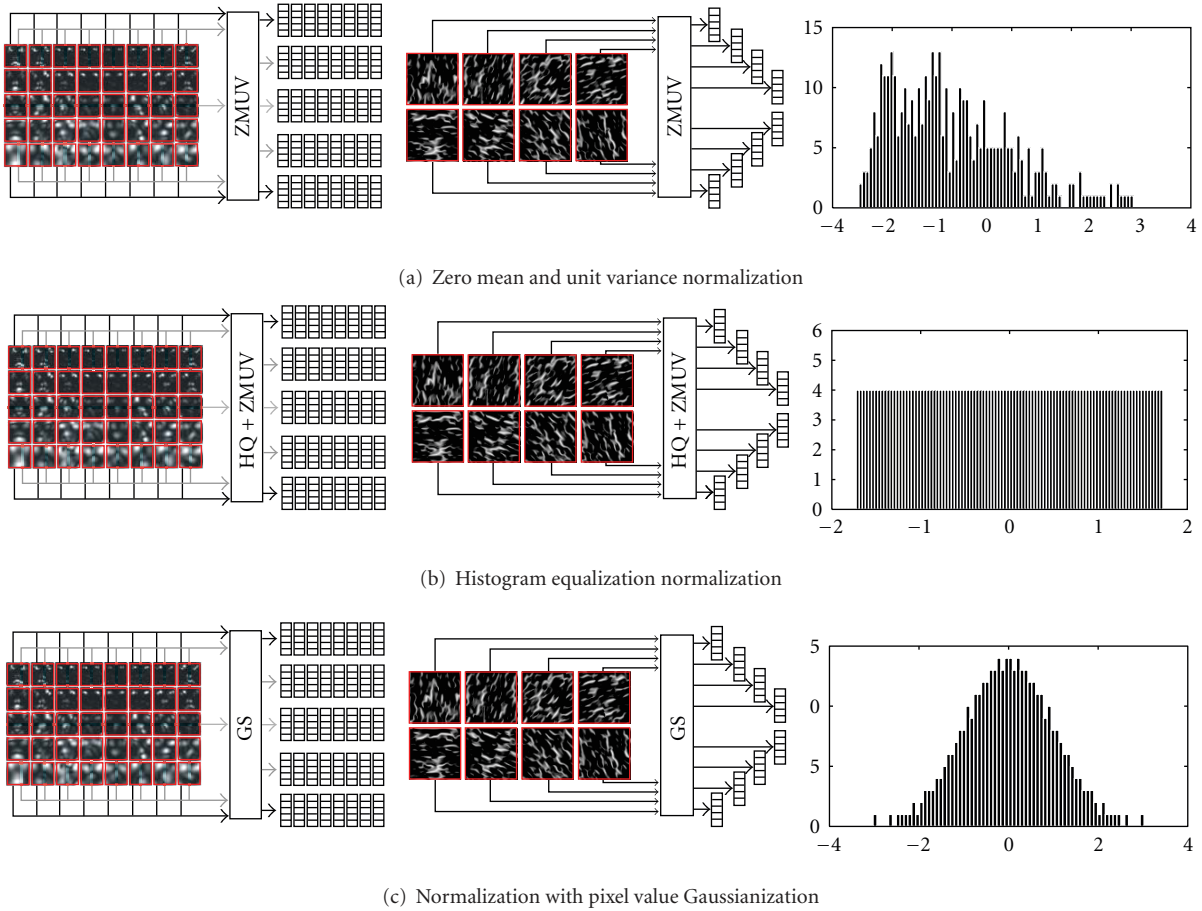 ZMUV
ZMUV
15
10
5
0
−4 −2 −1 0 1 2 3 4
(a) Zero mean and unit variance normalization
HQ + ZMUV
HQ + ZMUV
6
5
4
3
2
1
0
−2 −1 0 1 2
(b) Histogram equalization normalization
GS
GS
5
0
5
0
−4 −2 0 2 4
(c) Normalization with pixel value Gaussianization